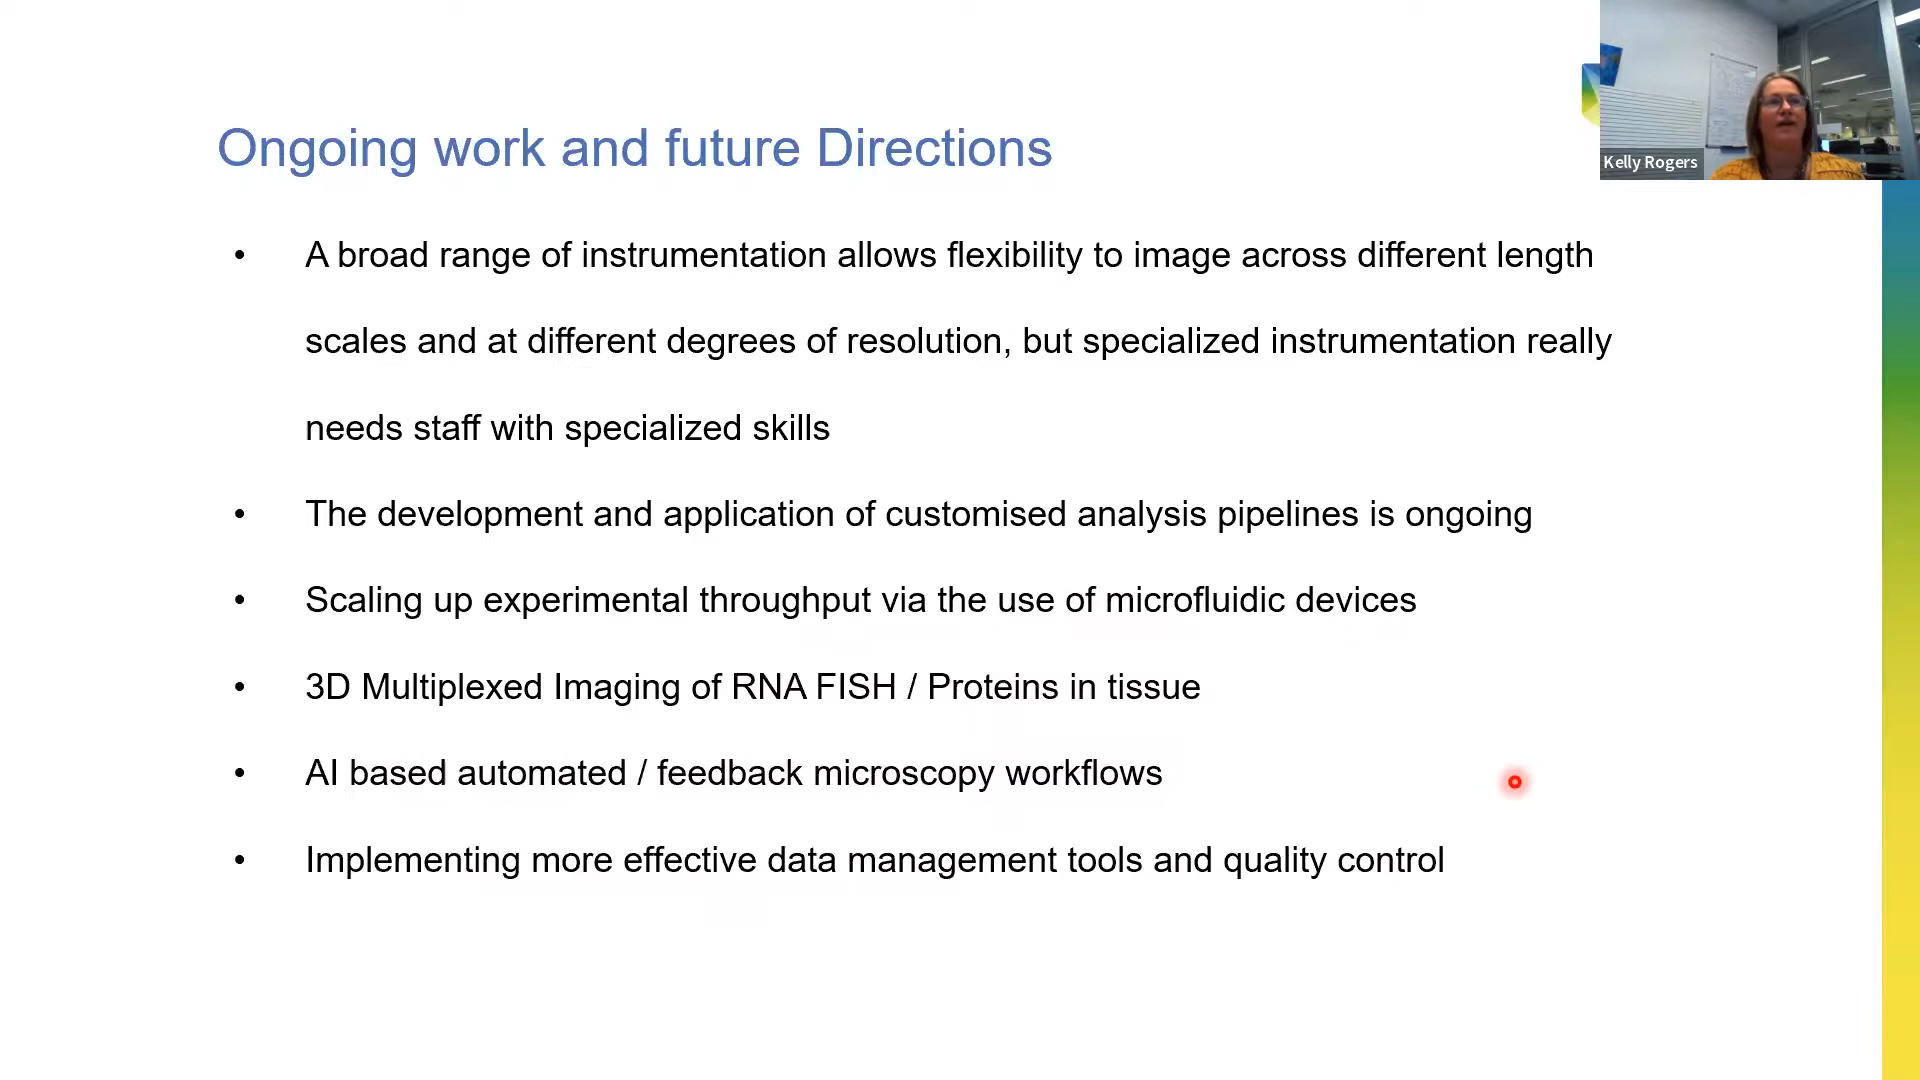 Ongoing work and future Directions
Kelly Rogers
• A broad range of instrumentation allows flexibility to image across different length
scales and at different degrees of resolution, but specialized instrumentation really
needs staff with specialized skills
• The development and application of customised analysis pipelines is ongoing
• Scaling up experimental throughput via the use of microfluidic devices
• 3D Multiplexed Imaging of RNA FISH / Proteins in tissue
• AI based automated / feedback microscopy workflows
• Implementing more effective data management tools and quality control